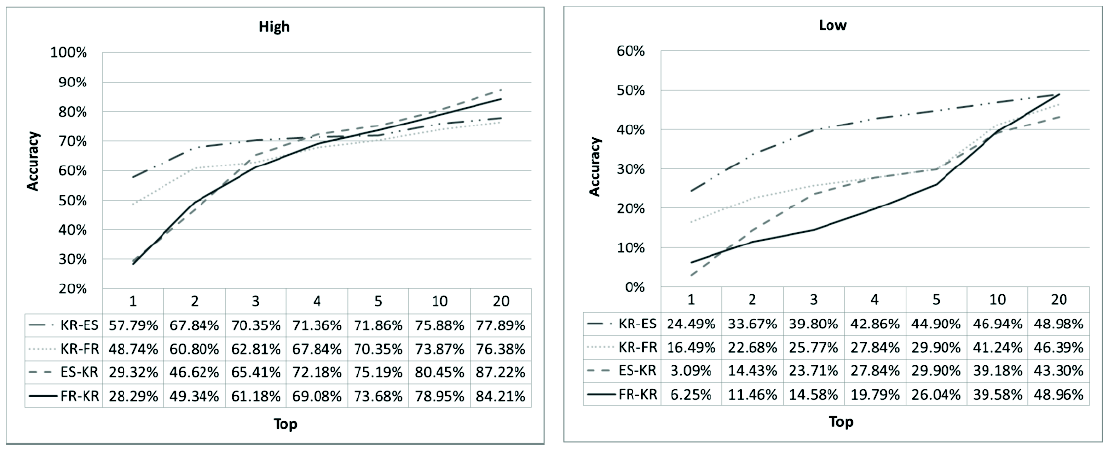 High
100%
90%
80%
70%
60%
50%
40%
30%
20%
Accuracy
1 2 3 4 5 10 20
KR-ES 57.79% 67.84% 70.35% 71.36% 71.86% 75.88% 77.89%
KR-FR 48.74% 60.80% 62.81% 67.84% 70.35% 73.87% 76.38%
ES-KR 29.32% 46.62% 65.41% 72.18% 75.19% 80.45% 87.22%
FR-KR 28.29% 49.34% 61.18% 69.08% 73.68% 78.95% 84.21%
Top
Low
60%
50%
40%
30%
20%
10%
0%
Accuracy
1 2 3 4 5 10 20
KR-ES 24.49% 33.67% 39.80% 42.86% 44.90% 46.94% 48.98%
KR-FR 16.49% 22.68% 25.77% 27.84% 29.90% 41.24% 46.39%
ES-KR 3.09% 14.43% 23.71% 27.84% 29.90% 39.18% 43.30%
FR-KR 6.25% 11.46% 14.58% 19.79% 26.04% 39.58% 48.96%
Top